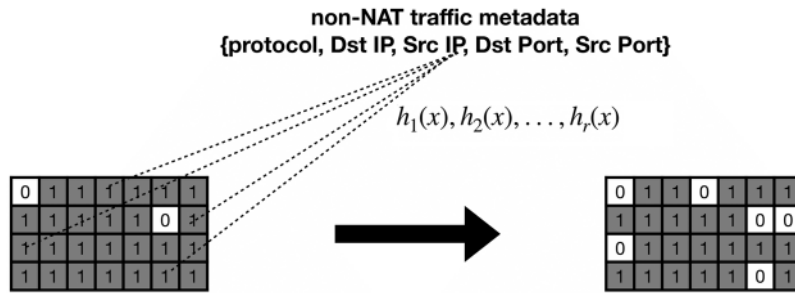 non-NAT traffic metadata
{protocol, Dst IP, Src IP, Dst Port, Src Port}
h₁(x), h₂(x), . . . , hᵣ(x)
0 1 1 1 1 1 1
1 1 1 1 1 0 1
1 1 1 1 1 1 1
1 1 1 1 1 1 1
0 1 1 0 1 1 1
1 1 1 1 1 0 0
0 1 1 1 1 1 1
1 1 1 1 1 0 1